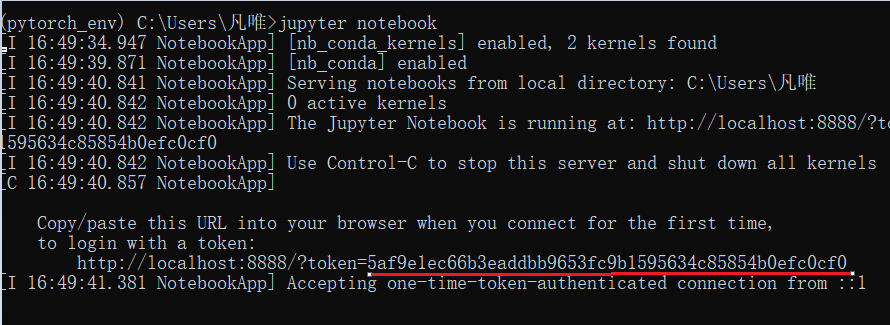 (pytorch_env) C:\Users\凡唯>jupyter notebook
[I 16:49:34.947 NotebookApp] [nb_conda_kernels] enabled, 2 kernels found
[I 16:49:39.871 NotebookApp] [nb_conda] enabled
[I 16:49:40.841 NotebookApp] Serving notebooks from local directory: C:\Users\凡唯
[I 16:49:40.842 NotebookApp] 0 active kernels
[I 16:49:40.842 NotebookApp] The Jupyter Notebook is running at: http://localhost:8888/?to
1595634c85854b0efc0cf0
[I 16:49:40.842 NotebookApp] Use Control-C to stop this server and shut down all kernels
[C 16:49:40.857 NotebookApp]
Copy/paste this URL into your browser when you connect for the first time,
to login with a token:
http://localhost:8888/?token=5af9e1ec66b3eaddbb9653fc9b1595634c85854b0efc0cf0
[I 16:49:41.381 NotebookApp] Accepting one-time-token-authenticated connection from ::1